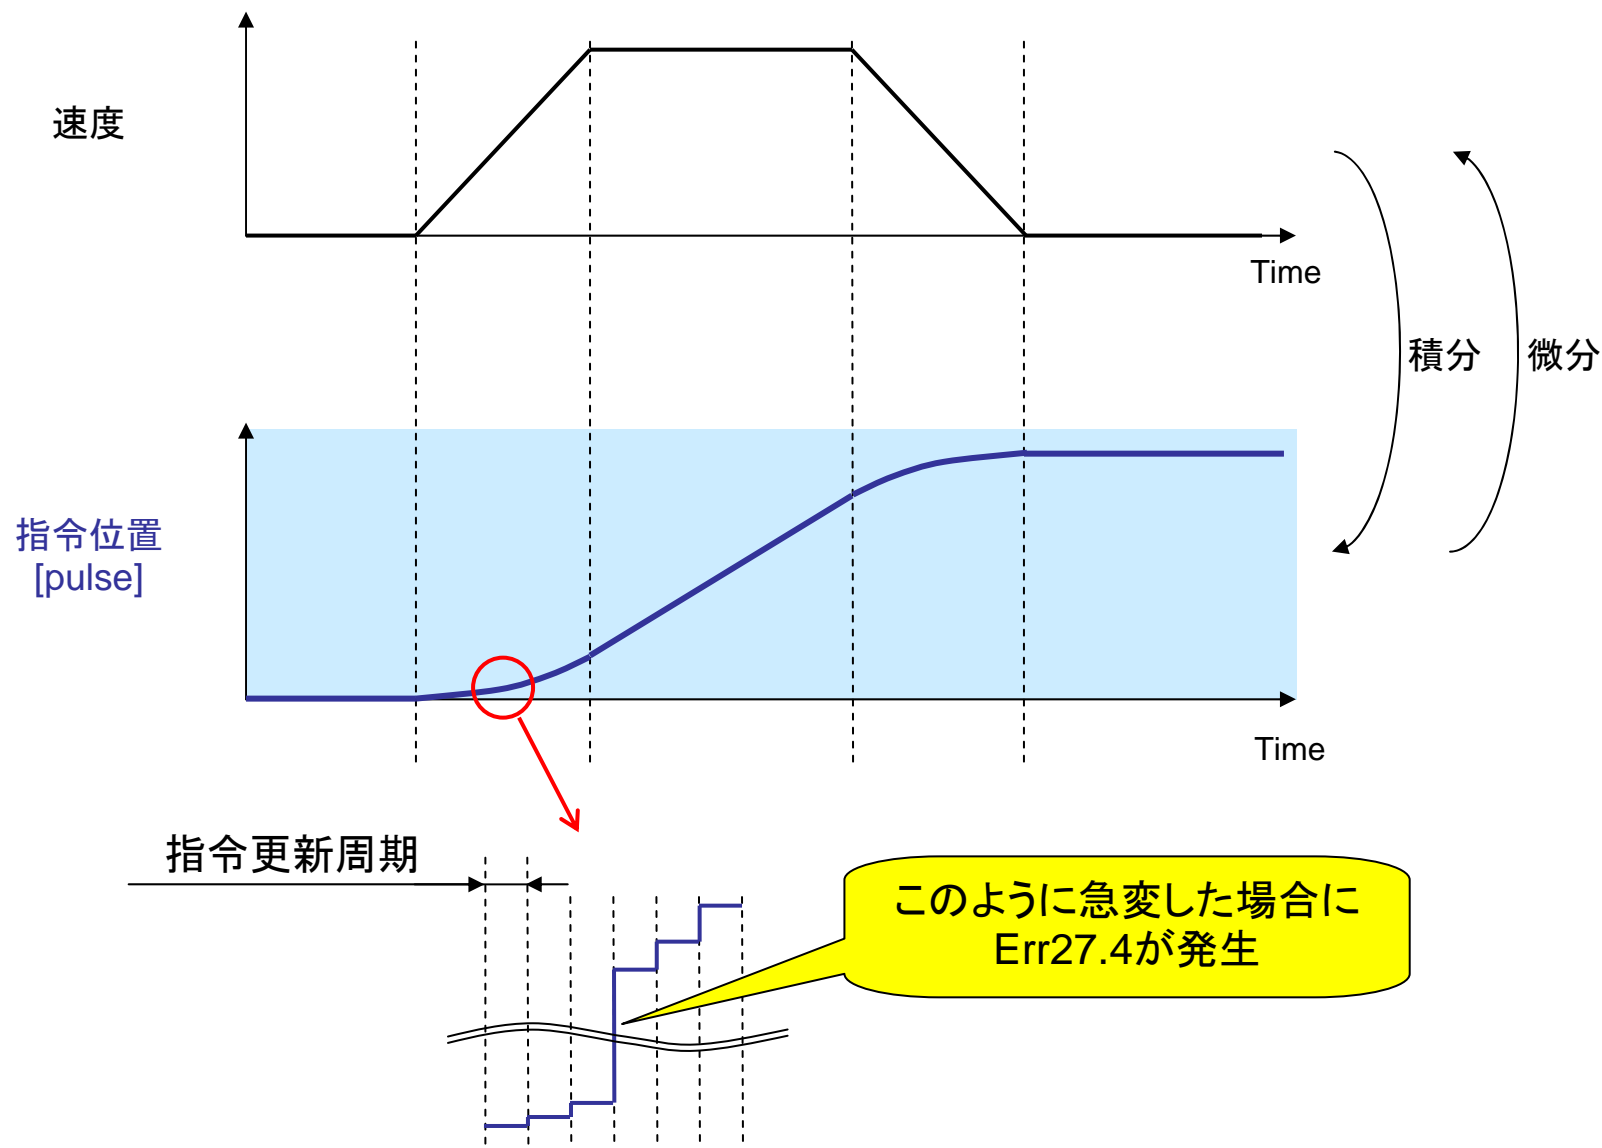 速度
Time
積分
微分
指令位置
[pulse]
Time
指令更新周期
このように急変した場合に
Err27.4が発生